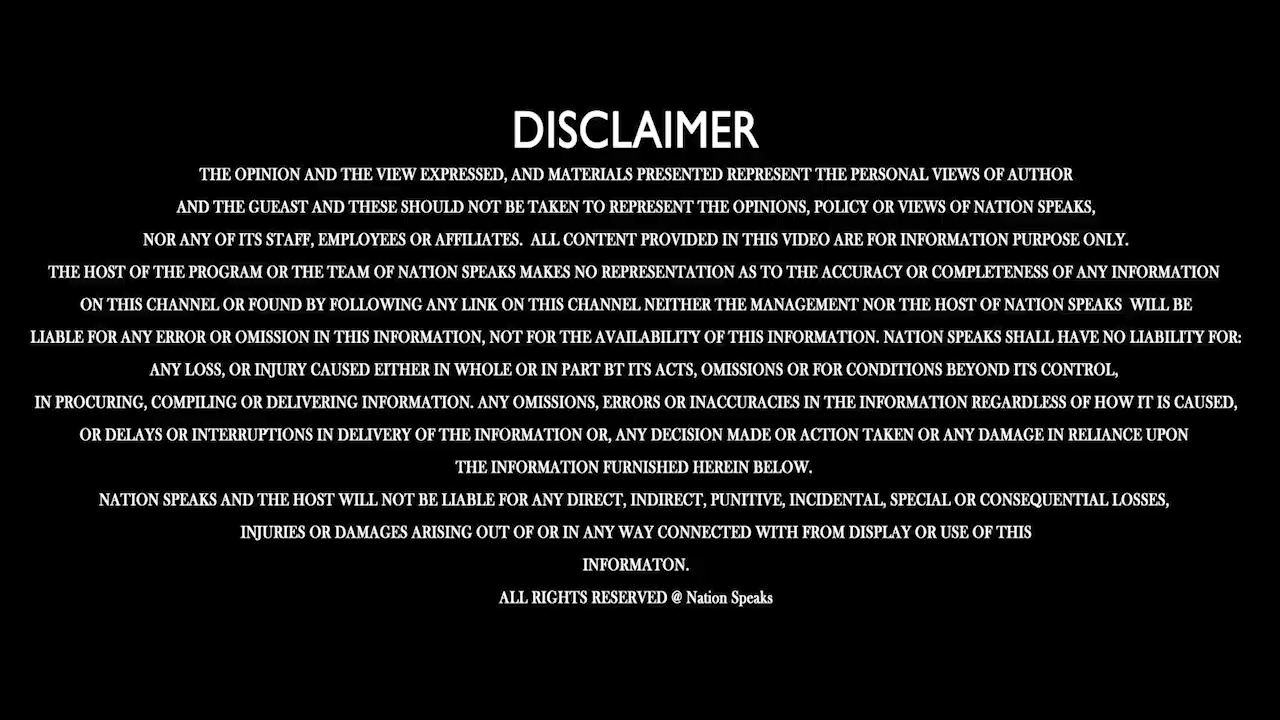 DISCLAIMER
THE OPINION AND THE VIEW EXPRESSED, AND MATERIALS PRESENTED REPRESENT THE PERSONAL VIEWS OF AUTHOR
AND THE GUEAST AND THESE SHOULD NOT BE TAKEN TO REPRESENT THE OPINIONS, POLICY OR VIEWS OF NATION SPEAKS,
NOR ANY OF ITS STAFF, EMPLOYEES OR AFFILIATES.  ALL CONTENT PROVIDED IN THIS VIDEO ARE FOR INFORMATION PURPOSE ONLY.
THE HOST OF THE PROGRAM OR THE TEAM OF NATION SPEAKS MAKES NO REPRESENTATION AS TO THE ACCURACY OR COMPLETENESS OF ANY INFORMATION
ON THIS CHANNEL OR FOUND BY FOLLOWING ANY LINK ON THIS CHANNEL NEITHER THE MANAGEMENT NOR THE HOST OF NATION SPEAKS  WILL BE
LIABLE FOR ANY ERROR OR OMISSION IN THIS INFORMATION, NOT FOR THE AVAILABILITY OF THIS INFORMATION. NATION SPEAKS SHALL HAVE NO LIABILITY FOR:
ANY LOSS, OR INJURY CAUSED EITHER IN WHOLE OR IN PART BT ITS ACTS, OMISSIONS OR FOR CONDITIONS BEYOND ITS CONTROL,
IN PROCURING, COMPILING OR DELIVERING INFORMATION. ANY OMISSIONS, ERRORS OR INACCURACIES IN THE INFORMATION REGARDLESS OF HOW IT IS CAUSED,
OR DELAYS OR INTERRUPTIONS IN DELIVERY OF THE INFORMATION OR, ANY DECISION MADE OR ACTION TAKEN OR ANY DAMAGE IN RELIANCE UPON
THE INFORMATION FURNISHED HEREIN BELOW.
NATION SPEAKS AND THE HOST WILL NOT BE LIABLE FOR ANY DIRECT, INDIRECT, PUNITIVE, INCIDENTAL, SPECIAL OR CONSEQUENTIAL LOSSES,
INJURIES OR DAMAGES ARISING OUT OF OR IN ANY WAY CONNECTED WITH FROM DISPLAY OR USE OF THIS
INFORMATON.
ALL RIGHTS RESERVED @ Nation Speaks